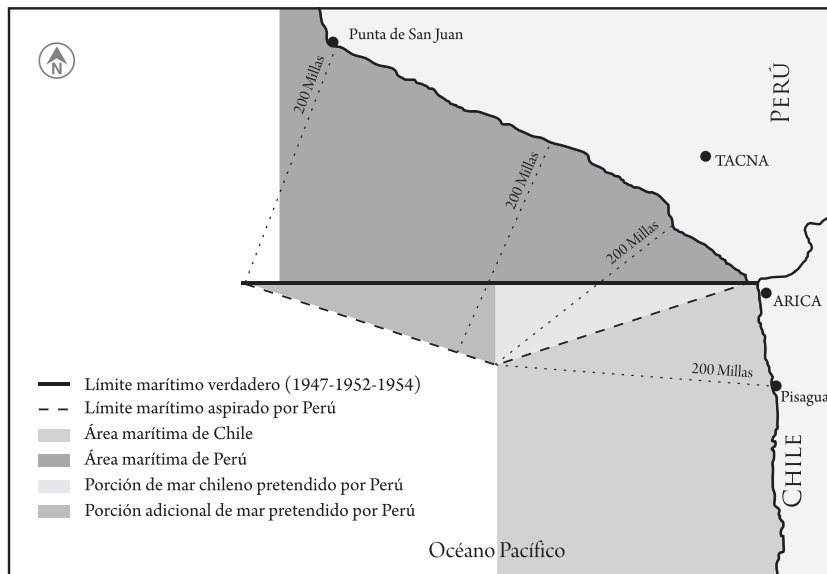 Punta de San Juan
N
200 Millas
PERÚ
TACNA
200 Millas
200 Millas
ARICA
200 Millas
Pisagua
Límite marítimo verdadero (1947-1952-1954)
Límite marítimo aspirado por Perú
Área marítima de Chile
Área marítima de Perú
Porción de mar chileno pretendido por Perú
Porción adicional de mar pretendido por Perú
CHILE
Océano Pacífico